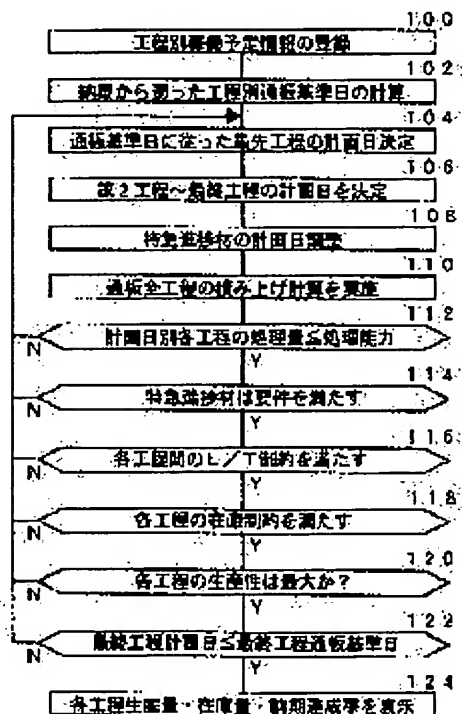 100
工程別稼働予定情報の登録
102
納期から遡った工程別通板基準日の計算
104
通板基準日に従った最先工程の計画日決定
106
第2工程~最終工程の計画日を決定
108
特急進捗材の計画日調整
110
通板全工程の積み上げ計算を実施
112
計画日別各工程の処理量≦処理能力
N
Y
114
特急進捗材は要件を満たす
N
Y
116
各工程間の 制約を満たす
N
Y
118
各工程の在庫制約を満たす
N
Y
120
各工程の生産性は最大か?
N
Y
122
最終工程計画日≦最終工程通板基準日
N
Y
124
各工程生産量・在庫量・納期達成率を表示